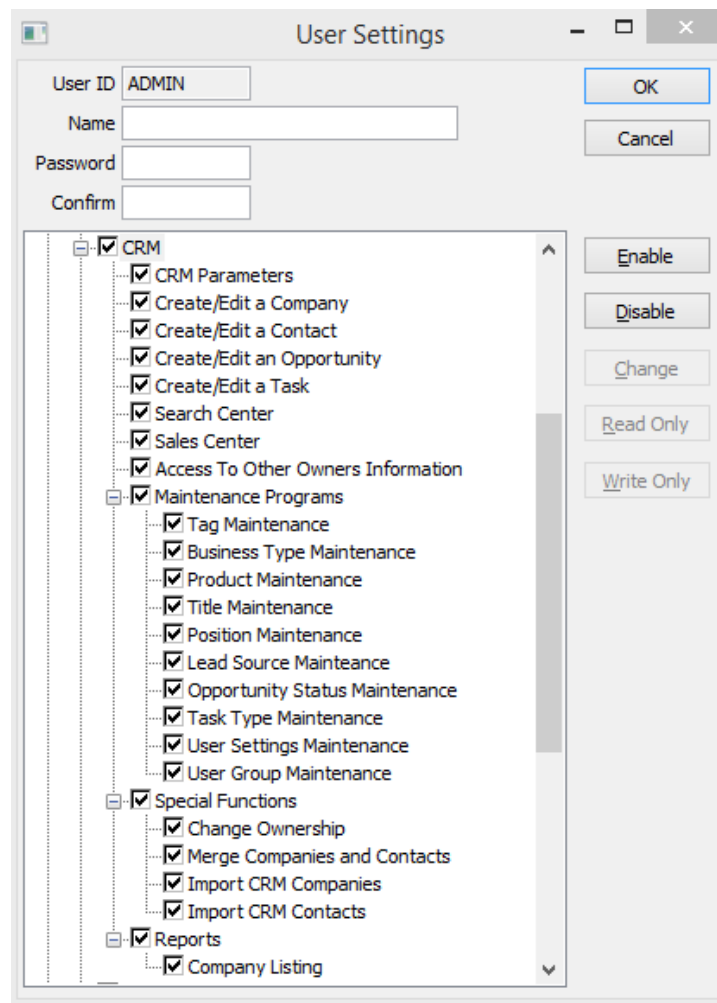 User Settings
User ID ADMIN
OK
Name
Cancel
Password
Confirm
CRM
Enable
CRM Parameters
Create/Edit a Company
Disable
Create/Edit a Contact
Create/Edit an Opportunity
Change
Create/Edit a Task
Search Center
Read Only
Sales Center
Access To Other Owners Information
Write Only
Maintenance Programs
Tag Maintenance
Business Type Maintenance
Product Maintenance
Title Maintenance
Position Maintenance
Lead Source Mainteance
Opportunity Status Maintenance
Task Type Maintenance
User Settings Maintenance
User Group Maintenance
Special Functions
Change Ownership
Merge Companies and Contacts
Import CRM Companies
Import CRM Contacts
Reports
Company Listing